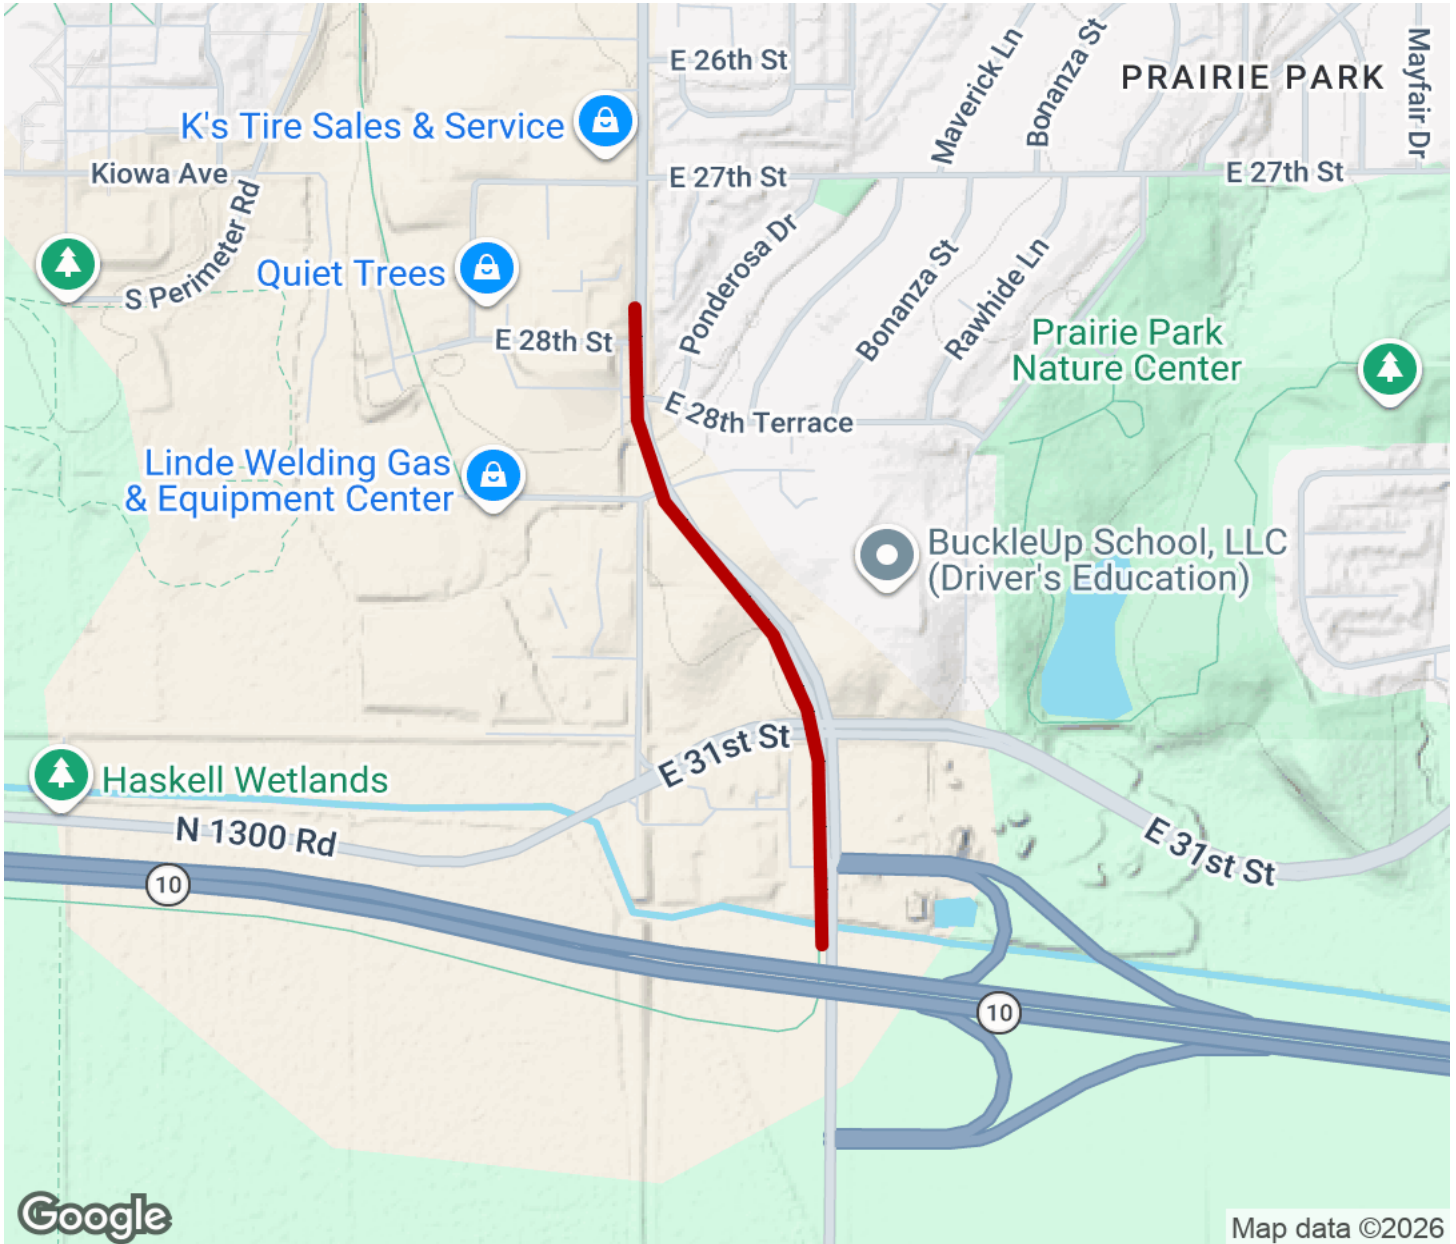 E 26th St
Maverick Ln
Bonanza St
PRAIRIE PARK
Mayfair Dr
K's Tire Sales & Service
Kiowa Ave
E 27th St
E 27th St
S Perimeter Rd
Quiet Trees
Ponderosa Dr
Bonanza St
Rawhide Ln
E 28th St
Prairie Park
Nature Center
E 28th Terrace
Linde Welding Gas
& Equipment Center
BuckleUp School, LLC
(Driver's Education)
E 31st St
Haskell Wetlands
N 1300 Rd
E 31st St
10
10
Google
Map data ©2026